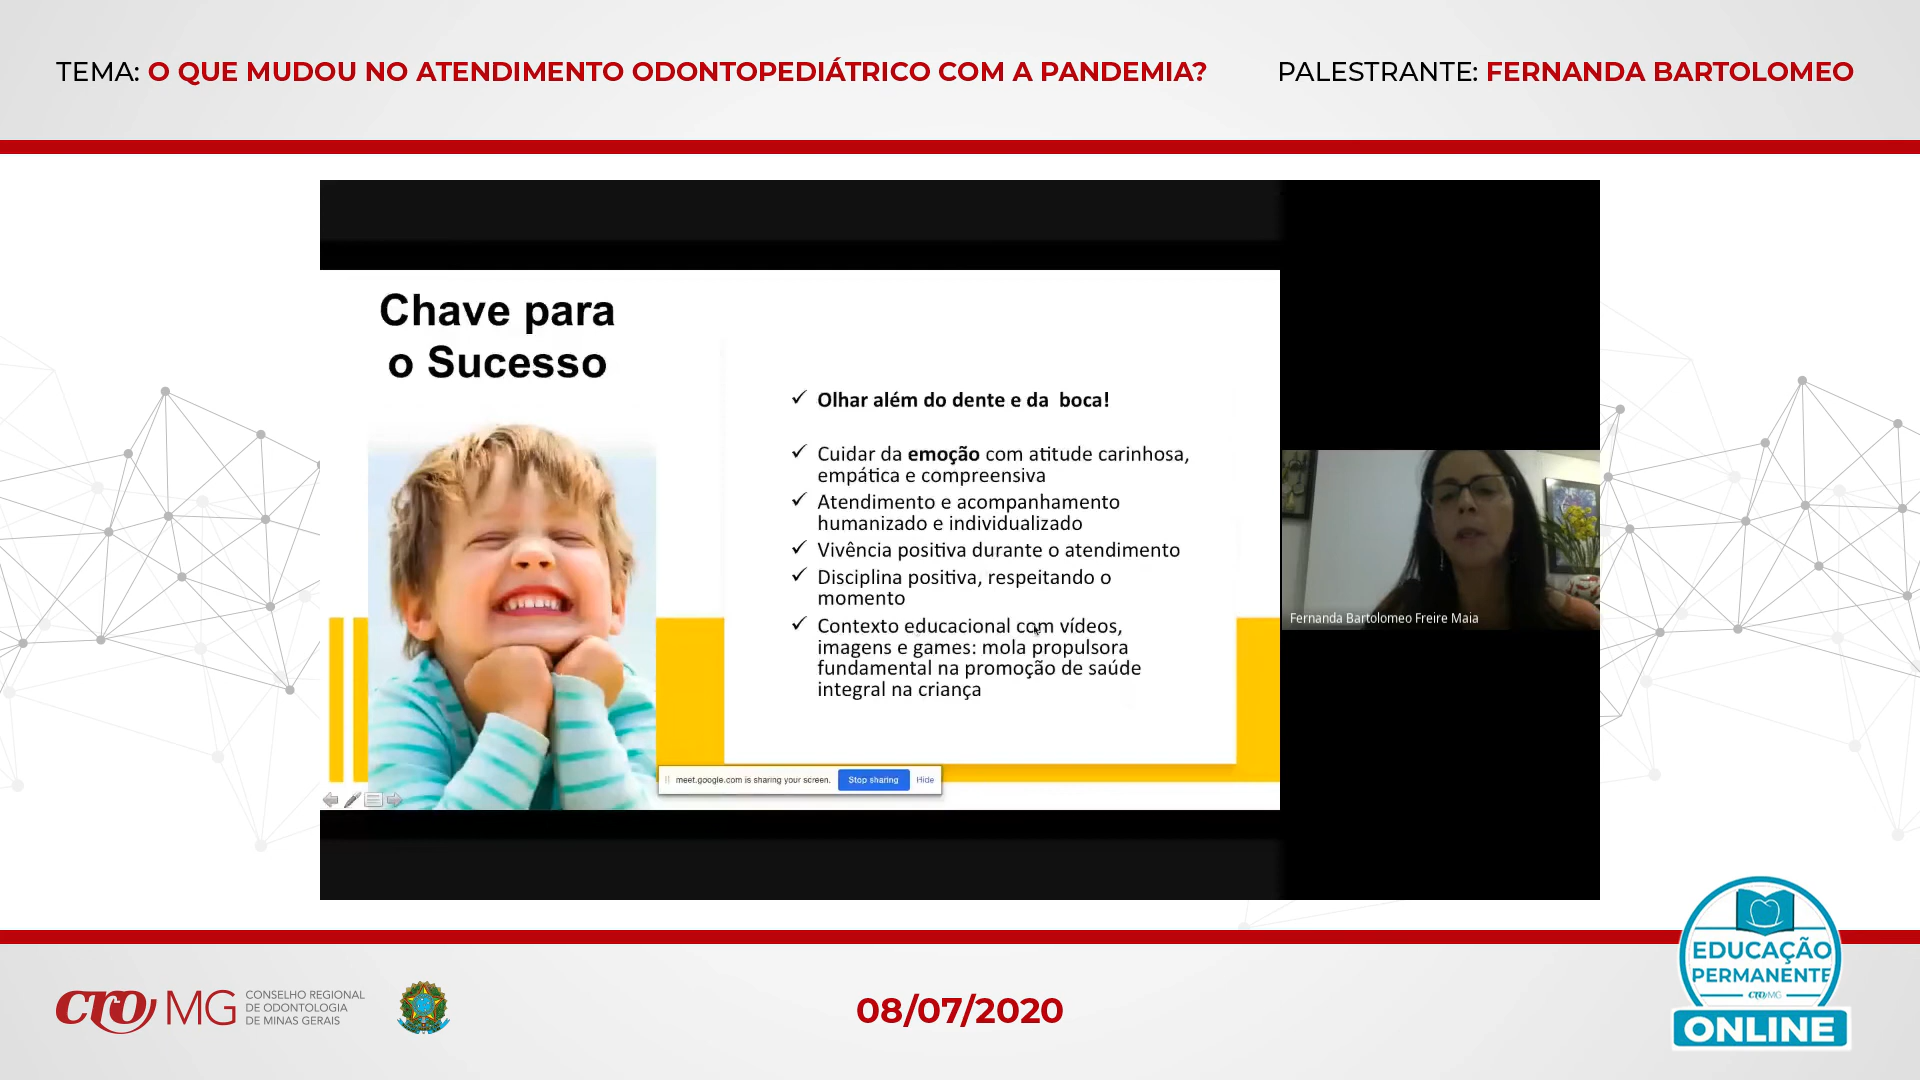 TEMA: O QUE MUDOU NO ATENDIMENTO ODONTOPEDIÁTRICO COM A PANDEMIA?
PALESTRANTE: FERNANDA BARTOLOMEO
Chave para
o Sucesso
✓ Olhar além do dente e da boca!
✓ Cuidar da emoção com atitude carinhosa,
empática e compreensiva
✓ Atendimento e acompanhamento
humanizado e individualizado
✓ Vivência positiva durante o atendimento
✓ Disciplina positiva, respeitando o
momento
✓ Contexto educacional com vídeos,
imagens e games: mola propulsora
fundamental na promoção de saúde
integral na criança
meet.google.com is sharing your screen. Stop sharing Hide
Fernanda Bartolomeo Freire Maia
CRO MG
CONSELHO REGIONAL
DE ODONTOLOGIA
DE MINAS GERAIS
08/07/2020
EDUCAÇÃO
PERMANENTE
CRO MG
ONLINE